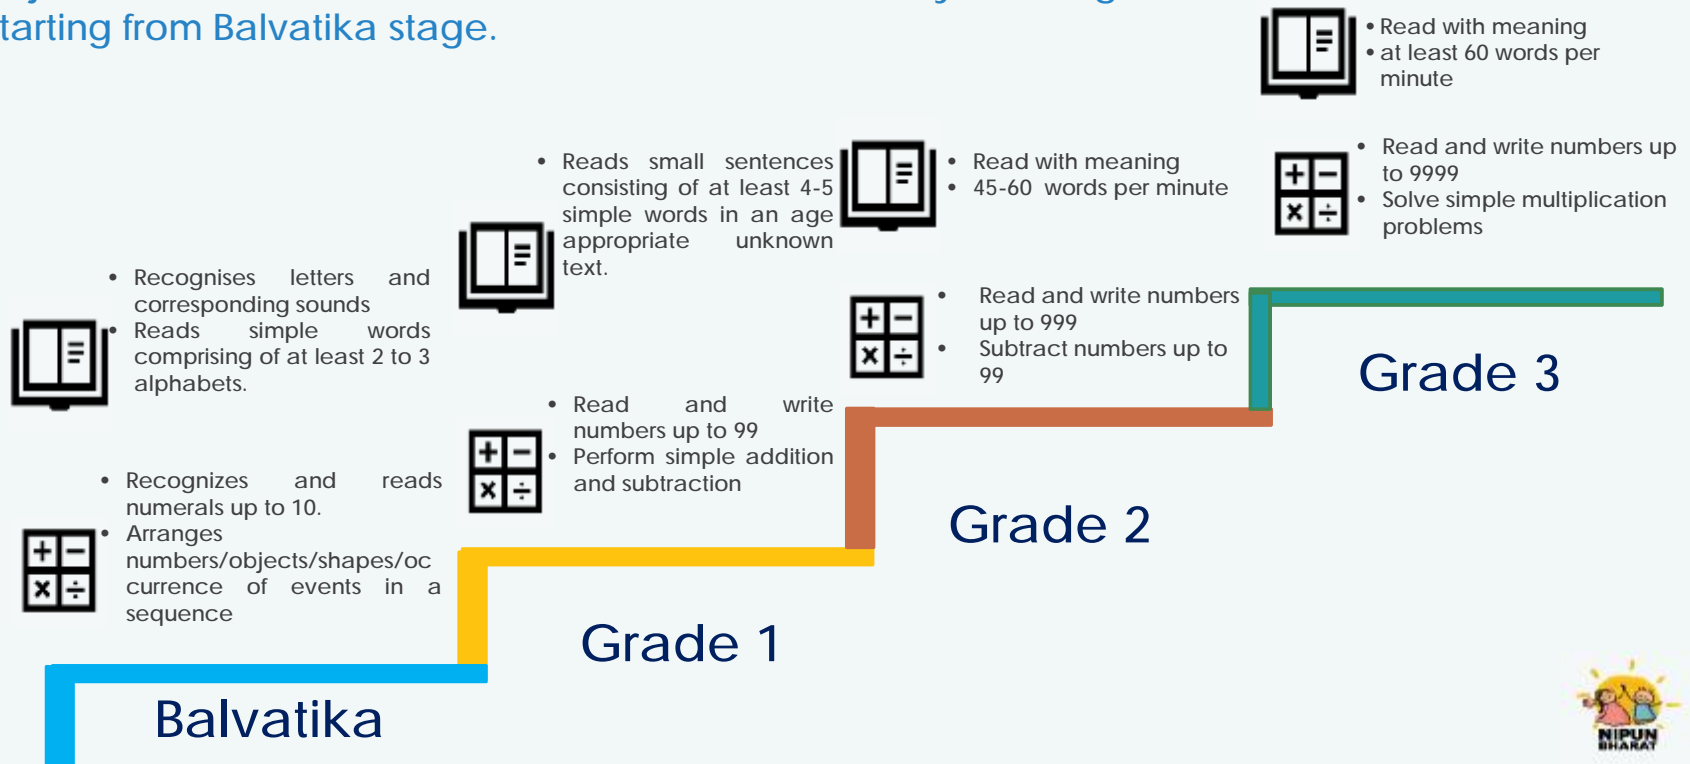 tarting from Balvatika stage.
• Recognises letters and
corresponding sounds
• Reads simple words
comprising of at least 2 to 3
alphabets.
• Recognizes and reads
numerals up to 10.
• Arranges
numbers/objects/shapes/oc
currence of events in a
sequence
Balvatika
• Reads small sentences
consisting of at least 4-5
simple words in an age
appropriate unknown
text.
• Read and write
numbers up to 99
• Perform simple addition
and subtraction
Grade 1
• Read with meaning
• 45-60 words per minute
• Read and write numbers
up to 999
• Subtract numbers up to
99
Grade 2
• Read with meaning
• at least 60 words per
minute
• Read and write numbers up
to 9999
• Solve simple multiplication
problems
Grade 3
NIPUN
BHARAT